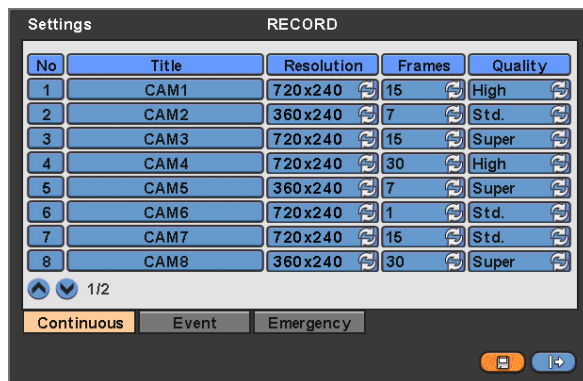 Settings RECORD
No Title Resolution Frames Quality
1 CAM1 720x240 15 High
2 CAM2 360x240 7 Std.
3 CAM3 720x240 15 Super
4 CAM4 720x240 30 High
5 CAM5 360x240 7 Super
6 CAM6 720x240 1 Std.
7 CAM7 720x240 15 Std.
8 CAM8 360x240 30 Super
1/2
Continuous Event Emergency